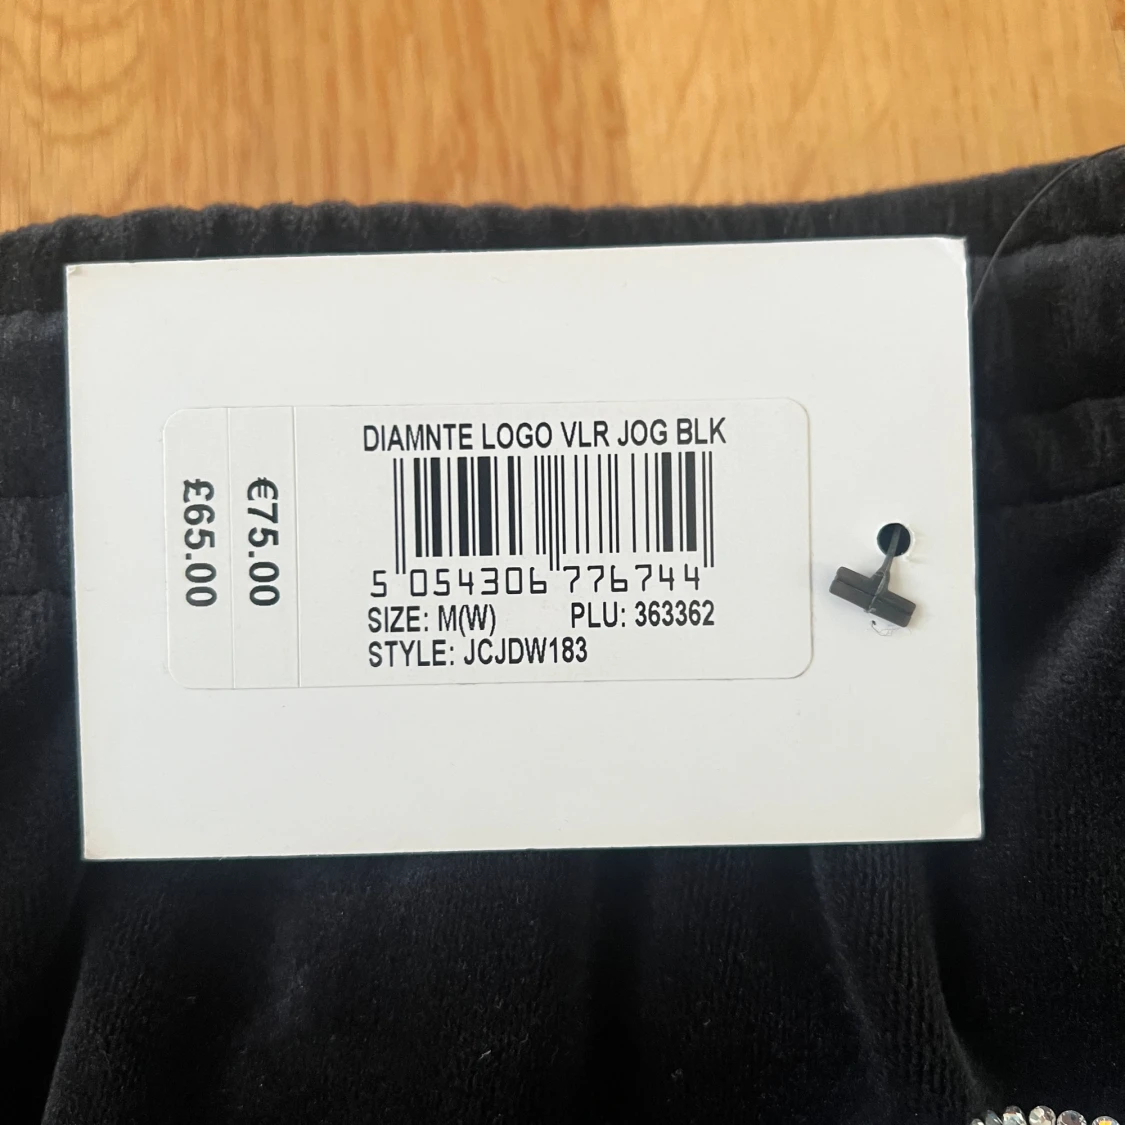 DIAMNTE LOGO VLR JOG BLK
5 054306 776744
SIZE: M(W) PLU: 363362
STYLE: JCJDW183
€75.00
£65.00